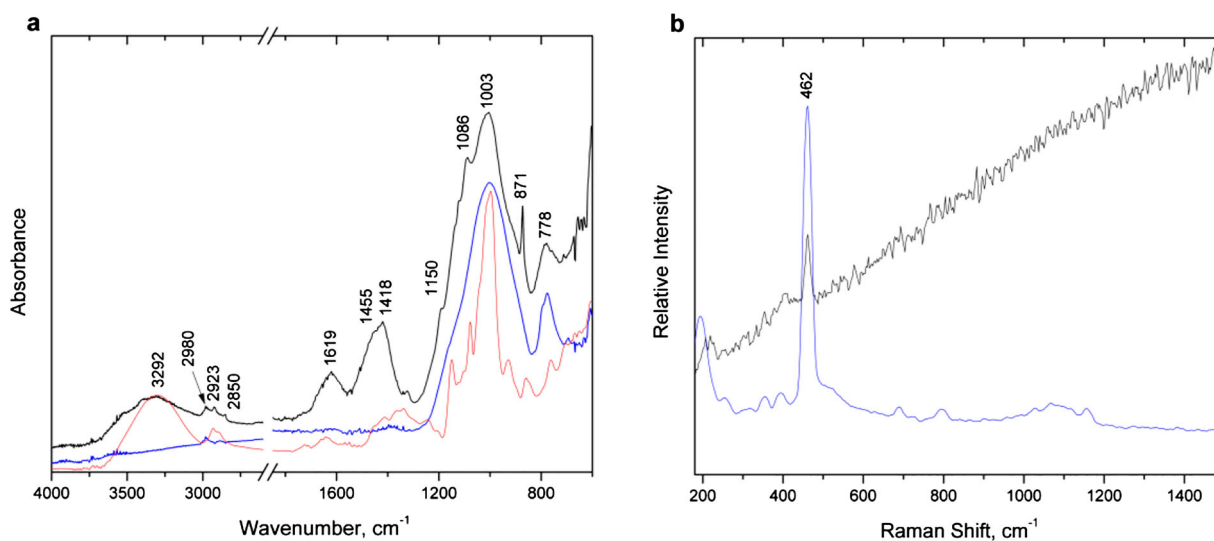 a
3292
2980
2923
2850
1619
1455
1418
1150
1086
1003
871
778
Absorbance
4000 3500 3000 1600 1200 800
Wavenumber, cm-1
b
462
Relative Intensity
200 400 600 800 1000 1200 1400
Raman Shift, cm-1